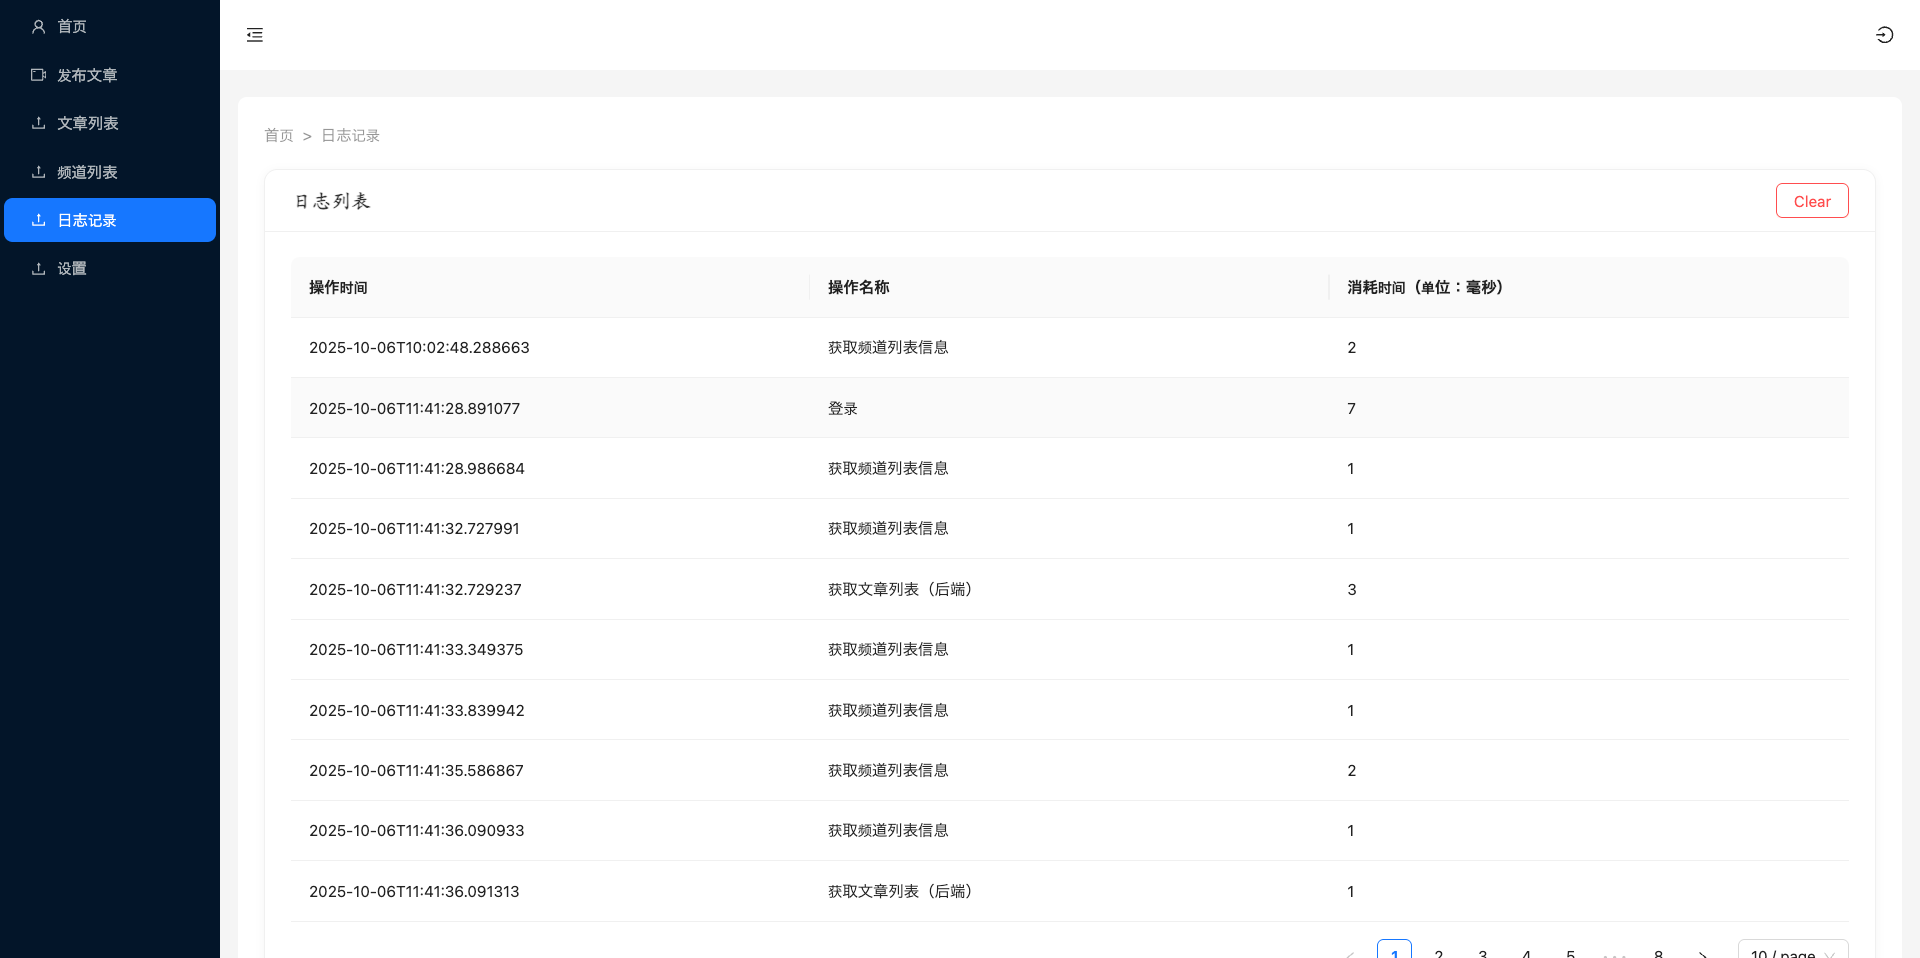 首页
发布文章
文章列表
频道列表
日志记录
设置
首页 > 日志记录
日志列表
Clear
操作时间 操作名称 消耗时间（单位：毫秒）
2025-10-06T10:02:48.288663 获取频道列表信息 2
2025-10-06T11:41:28.891077 登录 7
2025-10-06T11:41:28.986684 获取频道列表信息 1
2025-10-06T11:41:32.727991 获取频道列表信息 1
2025-10-06T11:41:32.729237 获取文章列表（后端） 3
2025-10-06T11:41:33.349375 获取频道列表信息 1
2025-10-06T11:41:33.839942 获取频道列表信息 1
2025-10-06T11:41:35.586867 获取频道列表信息 2
2025-10-06T11:41:36.090933 获取频道列表信息 1
2025-10-06T11:41:36.091313 获取文章列表（后端） 1
< 1 2 3 4 5 ··· 8 > 10 / page